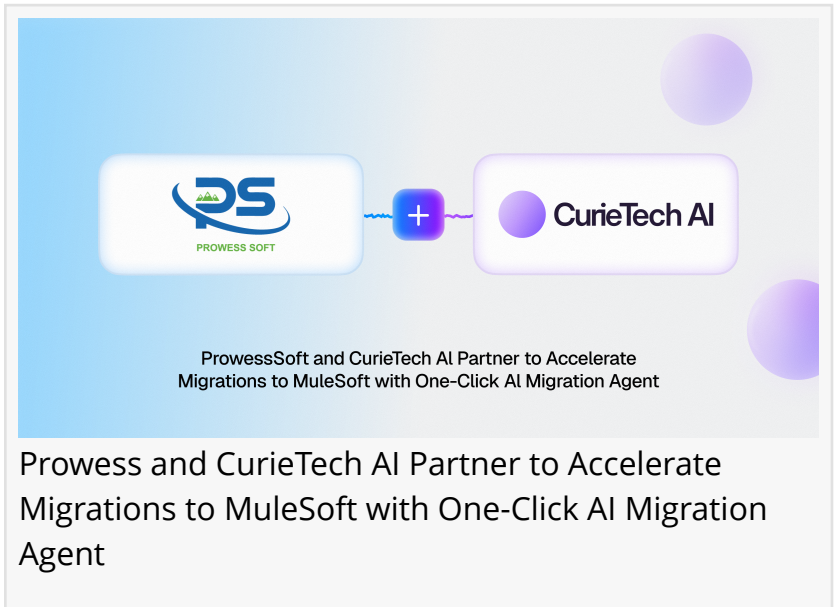 PS
PROWESS SOFT
CurieTech AI
ProwessSoft and CurieTech AI Partner to Accelerate
Migrations to MuleSoft with One-Click AI Migration Agent
Prowess and CurieTech AI Partner to Accelerate
Migrations to MuleSoft with One-Click AI Migration
Agent